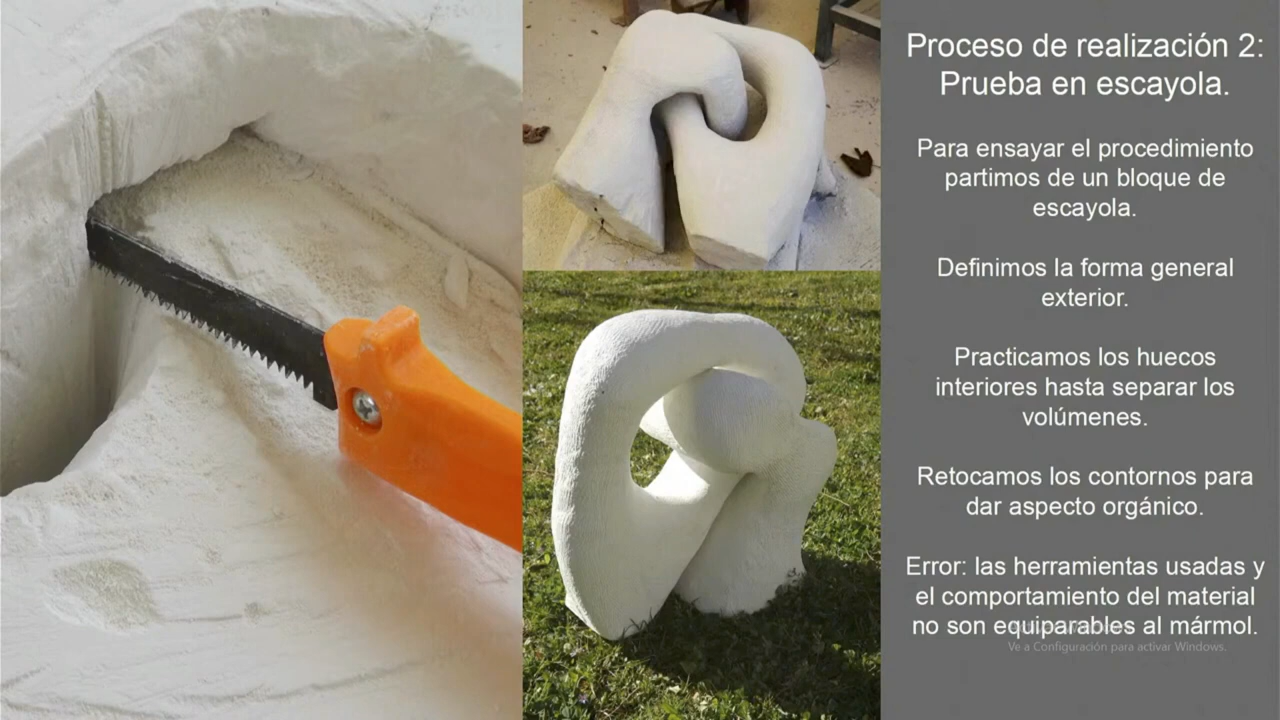 Proceso de realización 2:
Prueba en escayola.
Para ensayar el procedimiento
partimos de un bloque de
escayola.
Definimos la forma general
exterior.
Practicamos los huecos
interiores hasta separar los
volúmenes.
Retocamos los contornos para
dar aspecto orgánico.
Error: las herramientas usadas y
el comportamiento del material
no son equiparables al mármol.
Ve a Configuración para activar Windows.